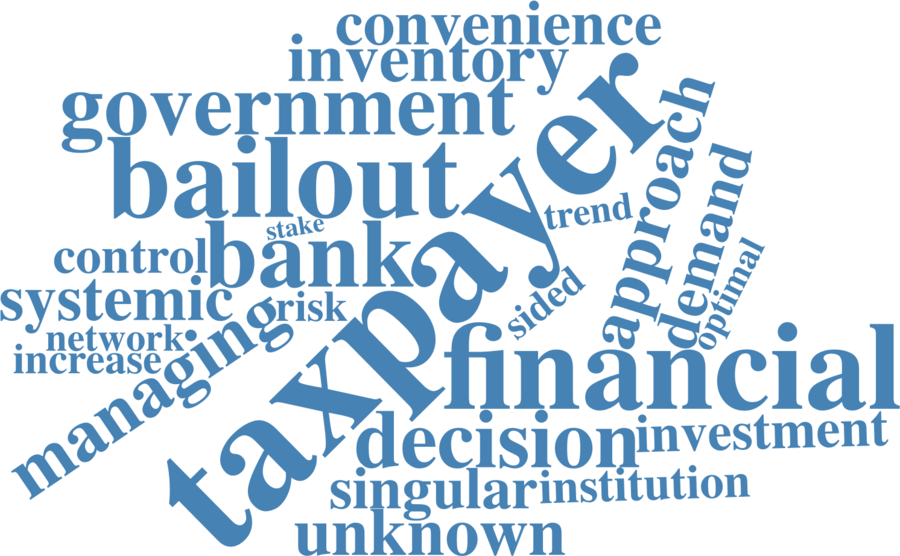 convenience
inventory
government
bailout
taxpayer
approach
demand
optimal
trend
stake
bank
control
systemic
risk
sided
network
increase
managing
financial
decision
investment
singular
institution
unknown